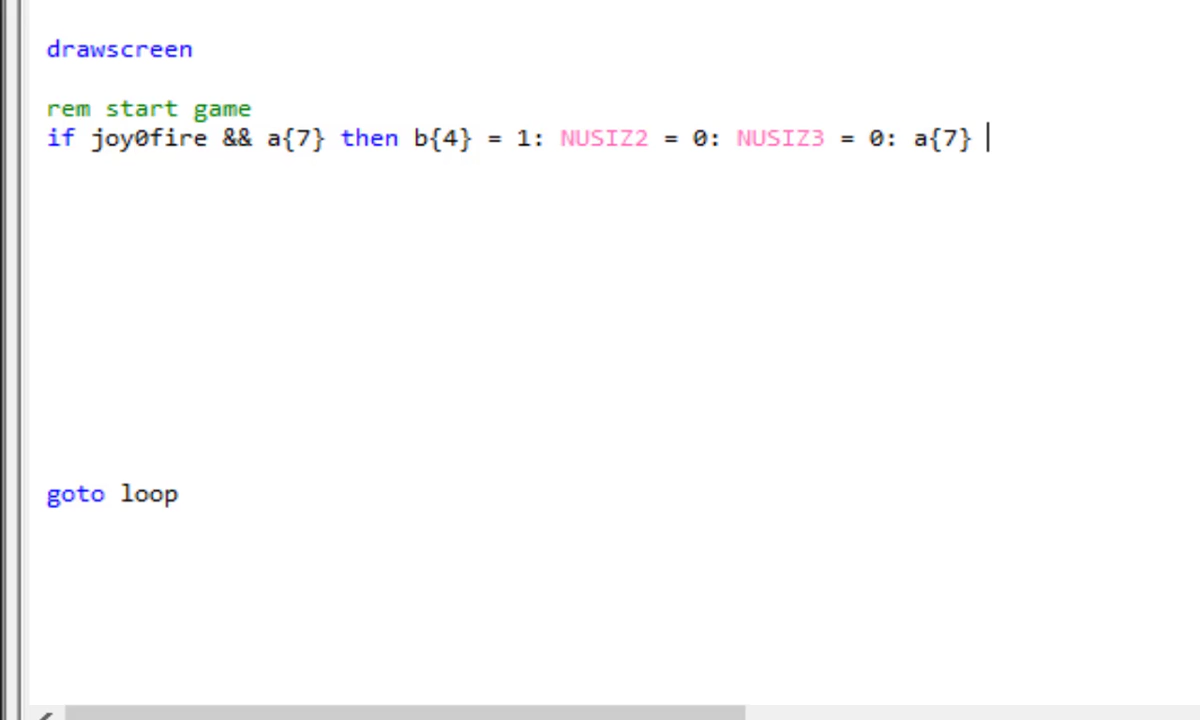 drawscreen
rem start game
if joy0fire && a{7} then b{4} = 1: NUSIZ2 = 0: NUSIZ3 = 0: a{7}
goto loop